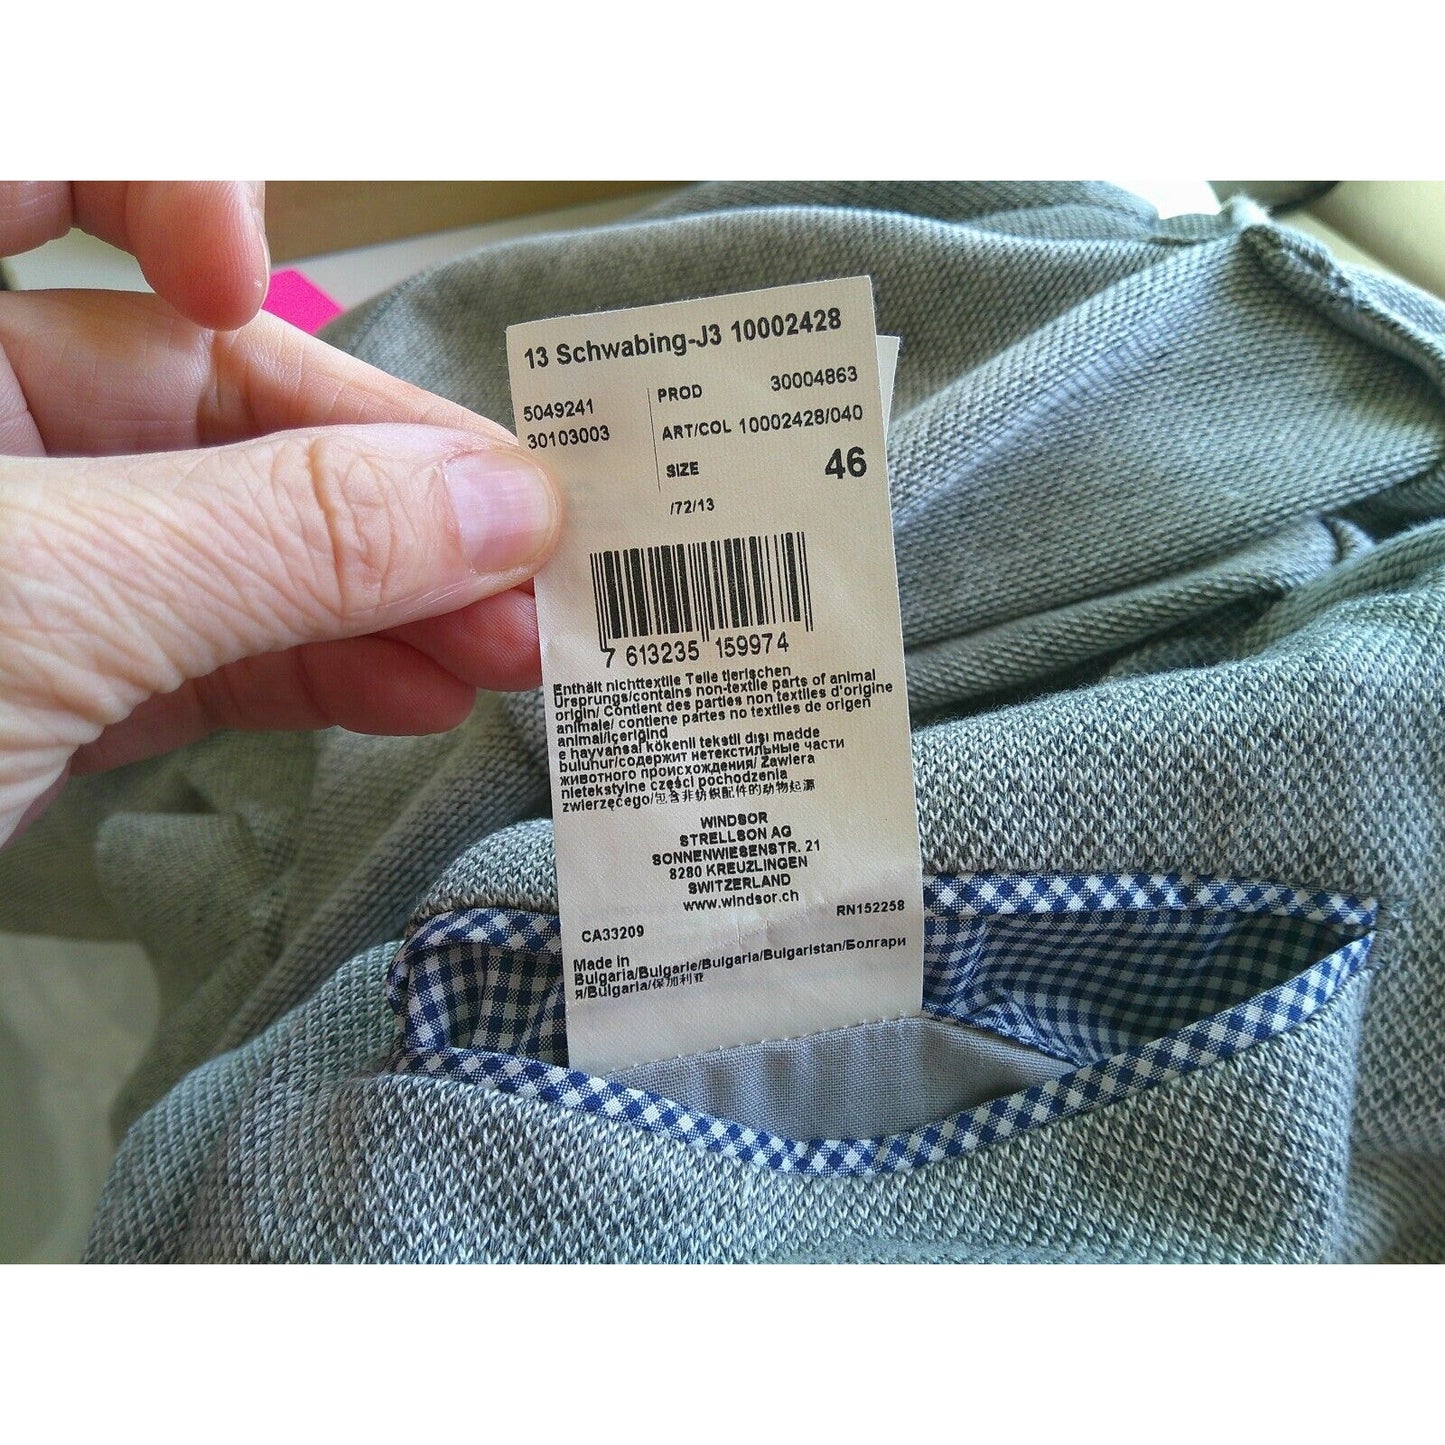 13 Schwabing-J3 10002428
5049241
30103003
PROD 30004863
ART/COL 10002428/040
SIZE 46
/72/13
7 613235 159974
Enthält nichttextile Teile tierischen
Ursprungs/contains non-textile parts of animal
origin/ Contient des parties non textiles d'origine
animale/ contiene partes no textiles de origen
animal/içerigind
e hayvansal kökenli tekstil dışı madde
bulunur/содержит нетекстильные части
животного происхождения/ Zawiera
nietekstylne części pochodzenia
zwierzęcego/包含非纺织配件的动物起源
WINDSOR
STRELLSON AG
SONNENWIESENSTR. 21
8280 KREUZLINGEN
SWITZERLAND
www.windsor.ch
CA33209 RN152258
Made in
Bulgaria/Bulgarie/Bulgaria/Bulgaristan/Болгари
я/Bulgaria/保加利亚